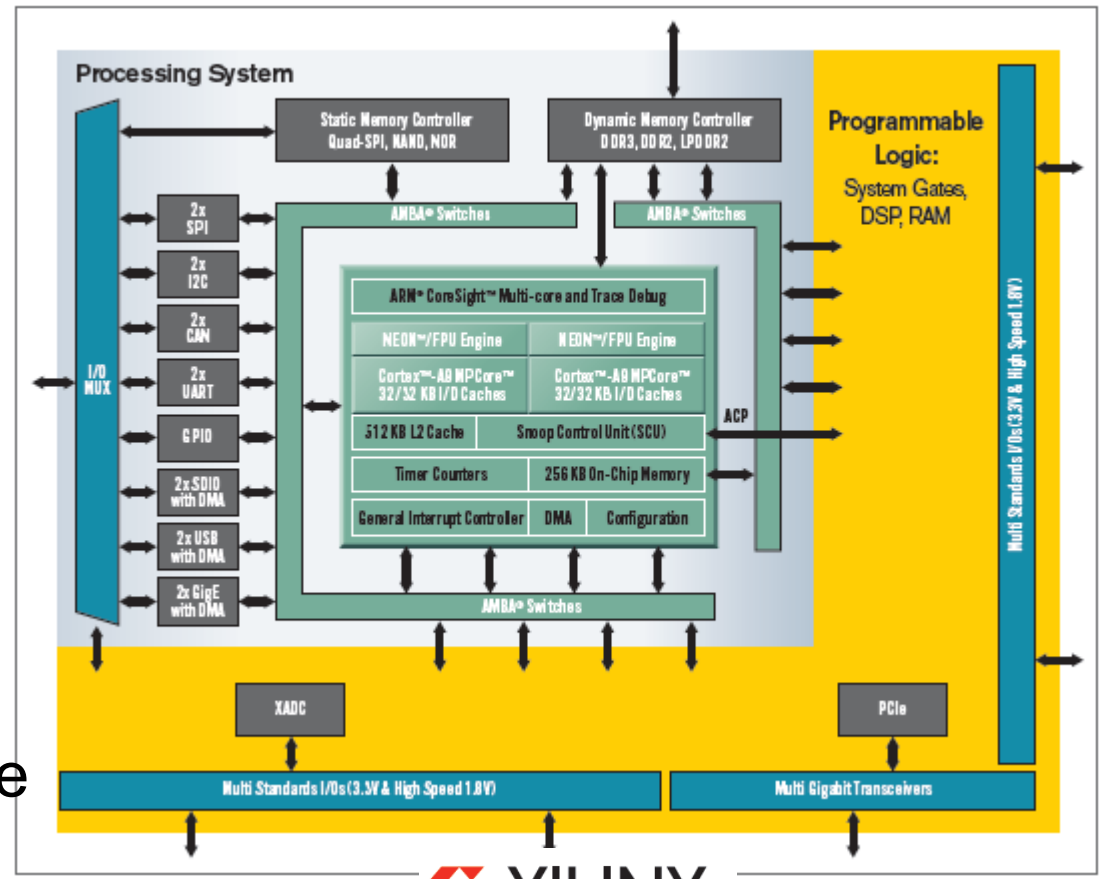 Processing System
Static Memory Controller
Quad-SPI, NAND, NOR
Dynamic Memory Controller
DDR3, DDR2, LPDDR2
Programmable
Logic:
System Gates,
DSP, RAM
AMBA® Switches
AMBA® Switches
2x
SPI
2x
I2C
2x
CAN
2x
UART
GPIO
2x SDIO
with DMA
2x USB
with DMA
2x GigE
with DMA
I/O
MUX
ARM® CoreSight™ Multi-core and Trace Debug
NEON™/FPU Engine
NEON™/FPU Engine
Cortex™-A9 MPCore™
32/32 KB I/D Caches
Cortex™-A9 MPCore™
32/32 KB I/D Caches
512 KB L2 Cache
Snoop Control Unit (SCU)
ACP
Timer Counters
256 KB On-Chip Memory
General Interrupt Controller
DMA
Configuration
AMBA® Switches
Multi Standards I/Os (3.3V & High Speed 1.8V)
XADC
PCIe
e
Multi Standards I/Os (3.3V & High Speed 1.8V)
Multi Gigabit Transceivers
XILINX